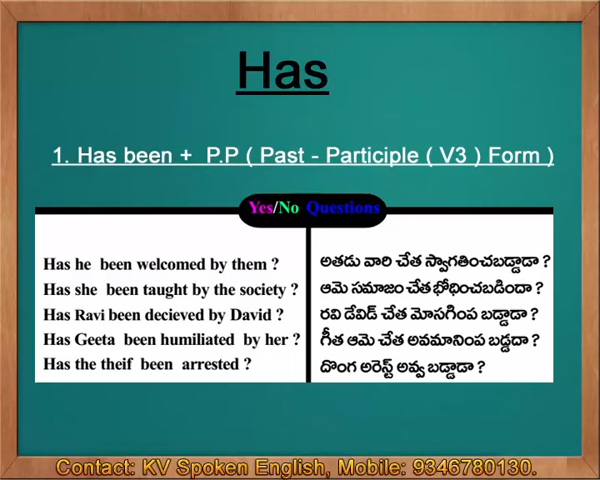 Has
1. Has been + P.P ( Past - Participle ( V3 ) Form )
Yes/No Questions
Has he been welcomed by them ?
Has she been taught by the society ?
Has Ravi been decieved by David ?
Has Geeta been humiliated by her ?
Has the theif been arrested ?
అతడు వారి చేత స్వాగతించబడ్డాడా ?
ఆమె సమాజం చేత భోధించబడిందా ?
రవి డేవిడ్ చేత మోసగింప బడ్డాడా ?
గీత ఆమె చేత అవమానింప బడ్డదా ?
దొంగ అరెస్ట్ అవ్వ బడ్డాడా ?
Contact: KV Spoken English, Mobile: 9346780130.